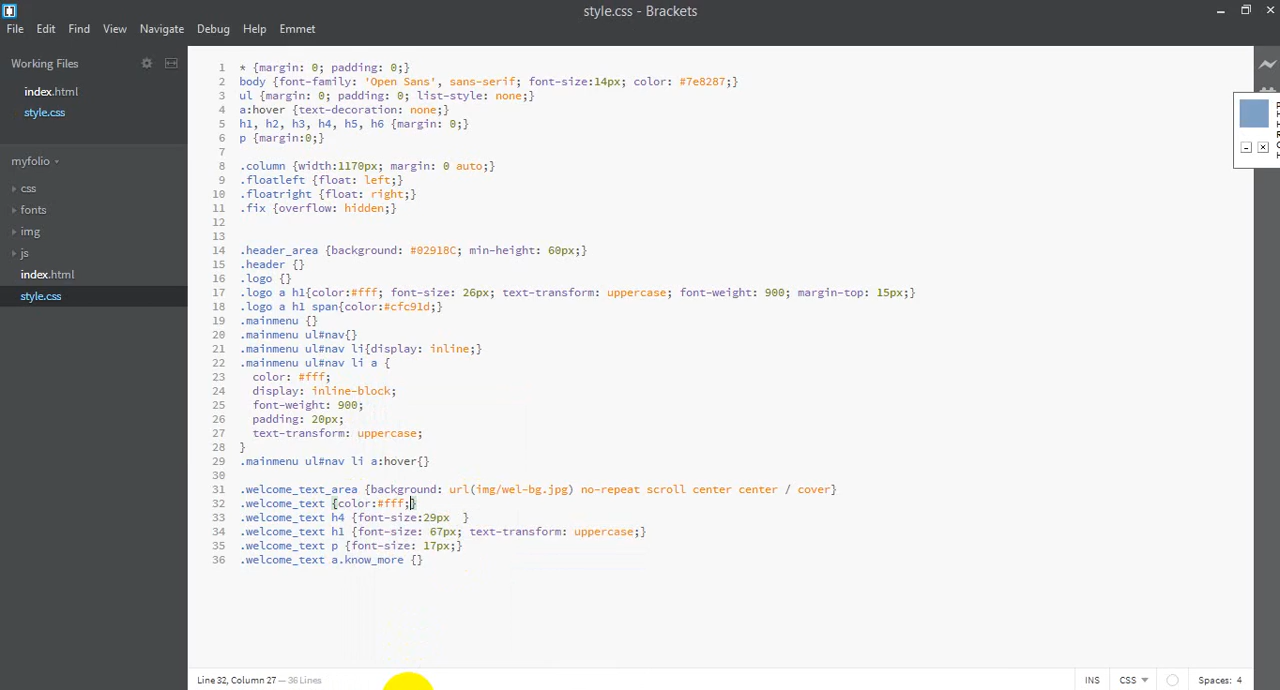 style.css - Brackets
File Edit Find View Navigate Debug Help Emmet
Working Files
index.html
style.css
myfolio
css
fonts
img
js
index.html
style.css
1 * {margin: 0; padding: 0;}
2 body {font-family: 'Open Sans', sans-serif; font-size:14px; color: #7e8287;}
3 ul {margin: 0; padding: 0; list-style: none;}
4 a:hover {text-decoration: none;}
5 h1, h2, h3, h4, h5, h6 {margin: 0;}
6 p {margin:0;}
7
8 .column {width:1170px; margin: 0 auto;}
9 .floatleft {float: left;}
10 .floatright {float: right;}
11 .fix {overflow: hidden;}
12
13
14 .header_area {background: #02918C; min-height: 60px;}
15 .header {}
16 .logo {}
17 .logo a h1{color:#fff; font-size: 26px; text-transform: uppercase; font-weight: 900; margin-top: 15px;}
18 .logo a h1 span{color:#cfc91d;}
19 .mainmenu {}
20 .mainmenu ul#nav{}
21 .mainmenu ul#nav li{display: inline;}
22 .mainmenu ul#nav li a {
23 color: #fff;
24 display: inline-block;
25 font-weight: 900;
26 padding: 20px;
27 text-transform: uppercase;
28 }
29 .mainmenu ul#nav li a:hover{}
30
31 .welcome_text_area {background: url(img/wel-bg.jpg) no-repeat scroll center center / cover}
32 .welcome_text {color:#fff;}
33 .welcome_text h4 {font-size:29px  }
34 .welcome_text h1 {font-size: 67px; text-transform: uppercase;}
35 .welcome_text p {font-size: 17px;}
36 .welcome_text a.know_more {}
Line 32, Column 27 — 36 Lines
INS CSS Spaces: 4